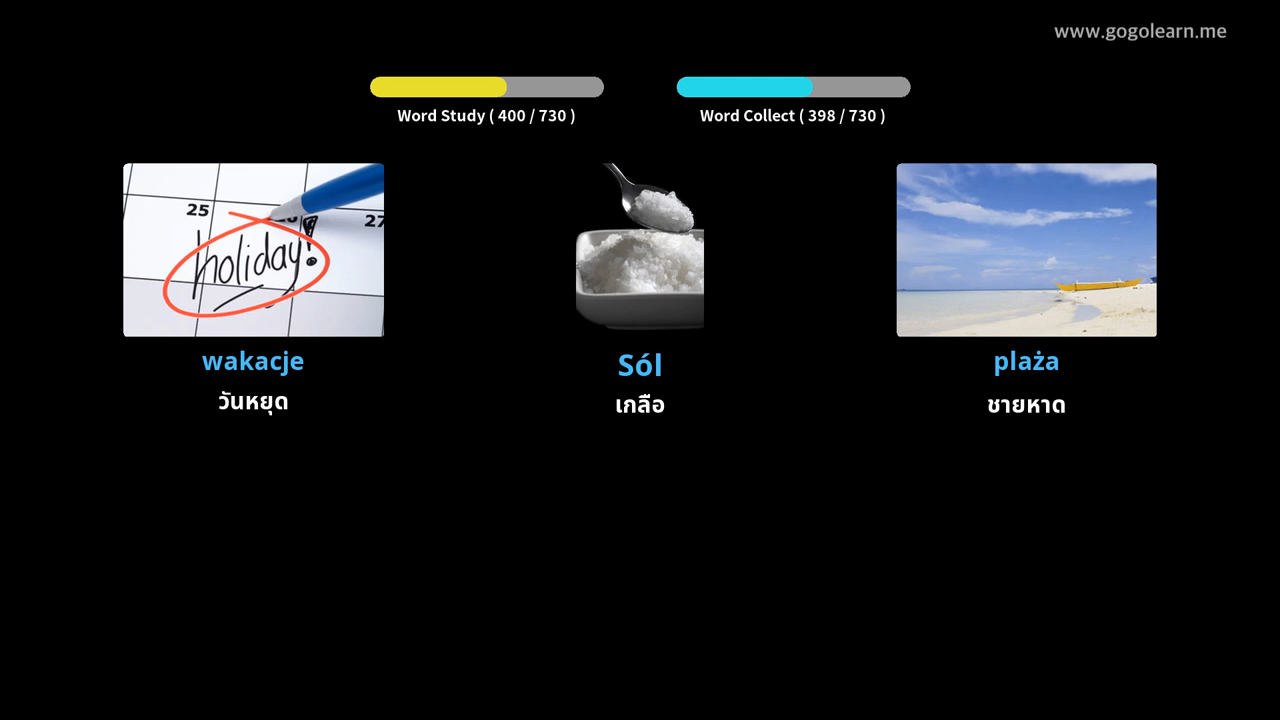 www.gogolearn.me
Word Study ( 400 / 730 )
Word Collect ( 398 / 730 )
25
27
holiday!
wakacje
Sól
plaża
วันหยุด
เกลือ
ชายหาด